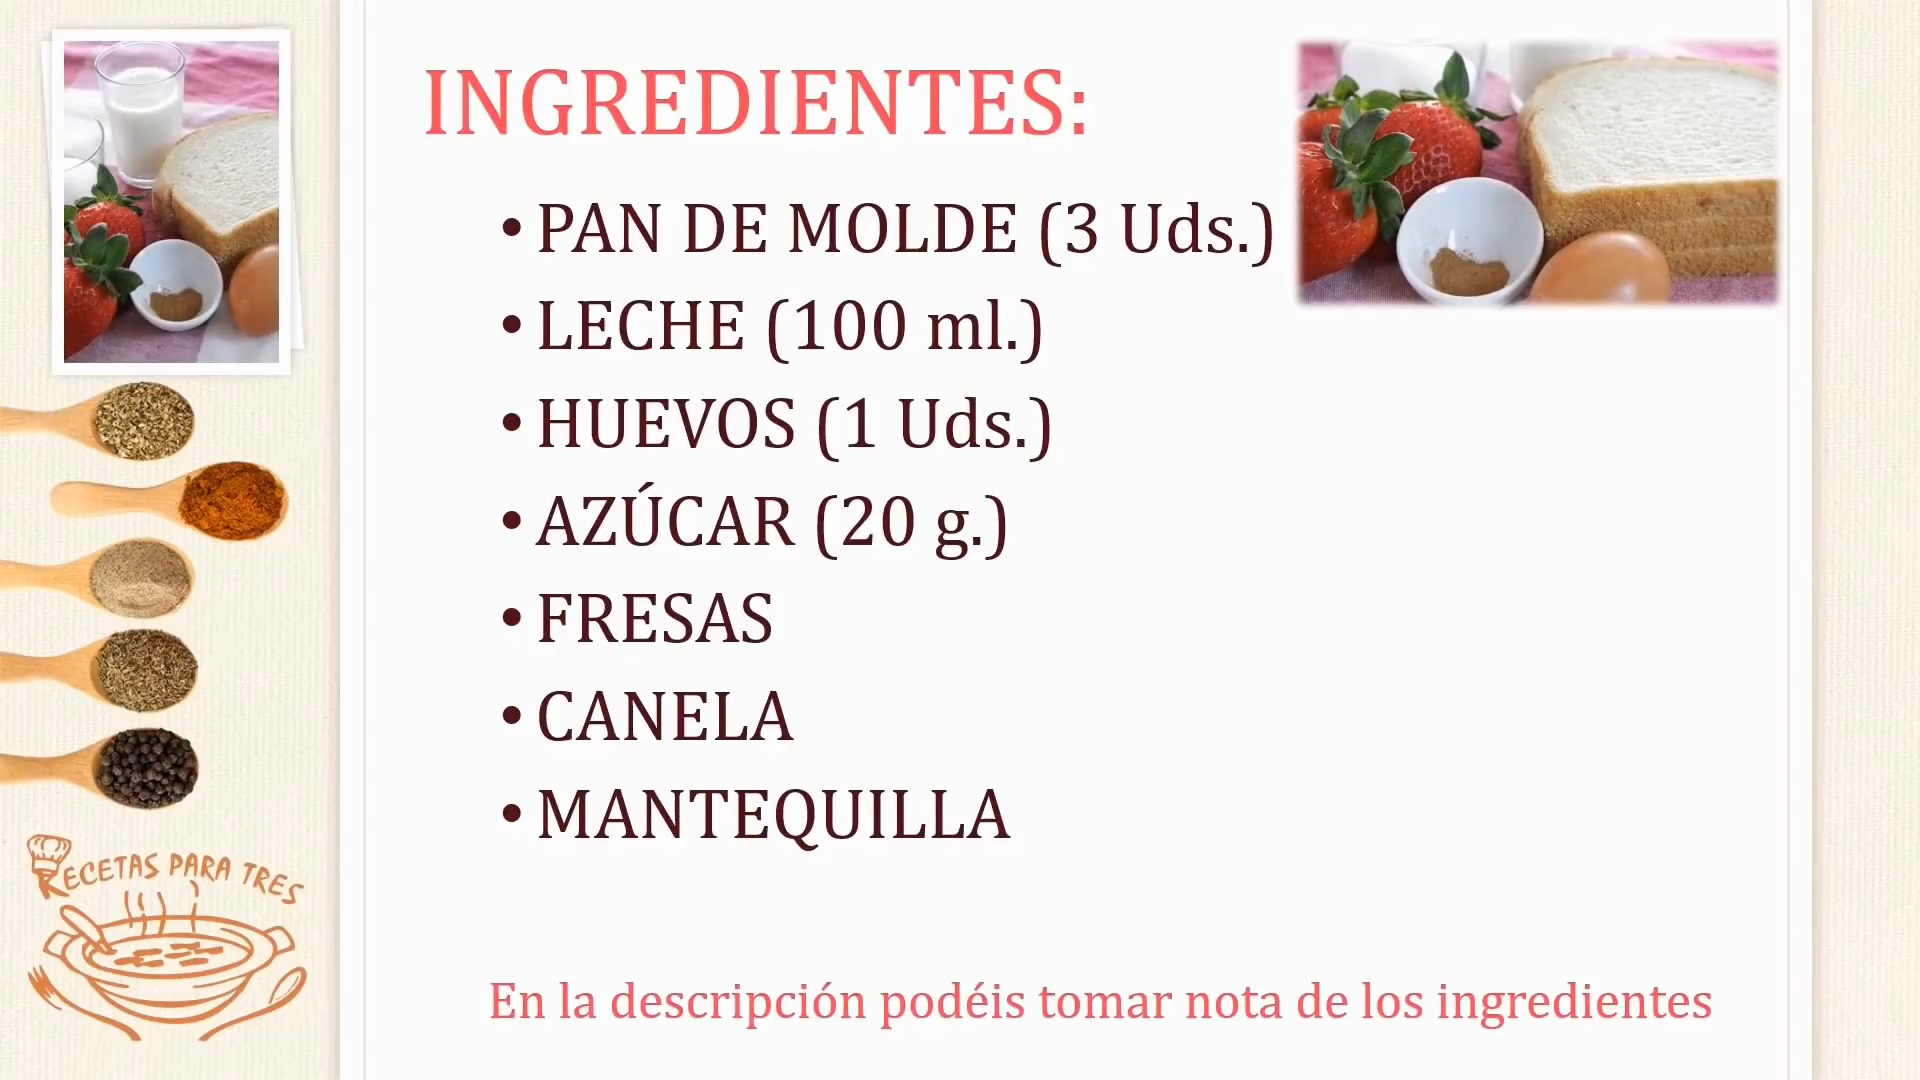 INGREDIENTES:
• PAN DE MOLDE (3 Uds.)
• LECHE (100 ml.)
• HUEVOS (1 Uds.)
• AZÚCAR (20 g.)
• FRESAS
• CANELA
• MANTEQUILLA
RECETAS PARA TRES
En la descripción podéis tomar nota de los ingredientes